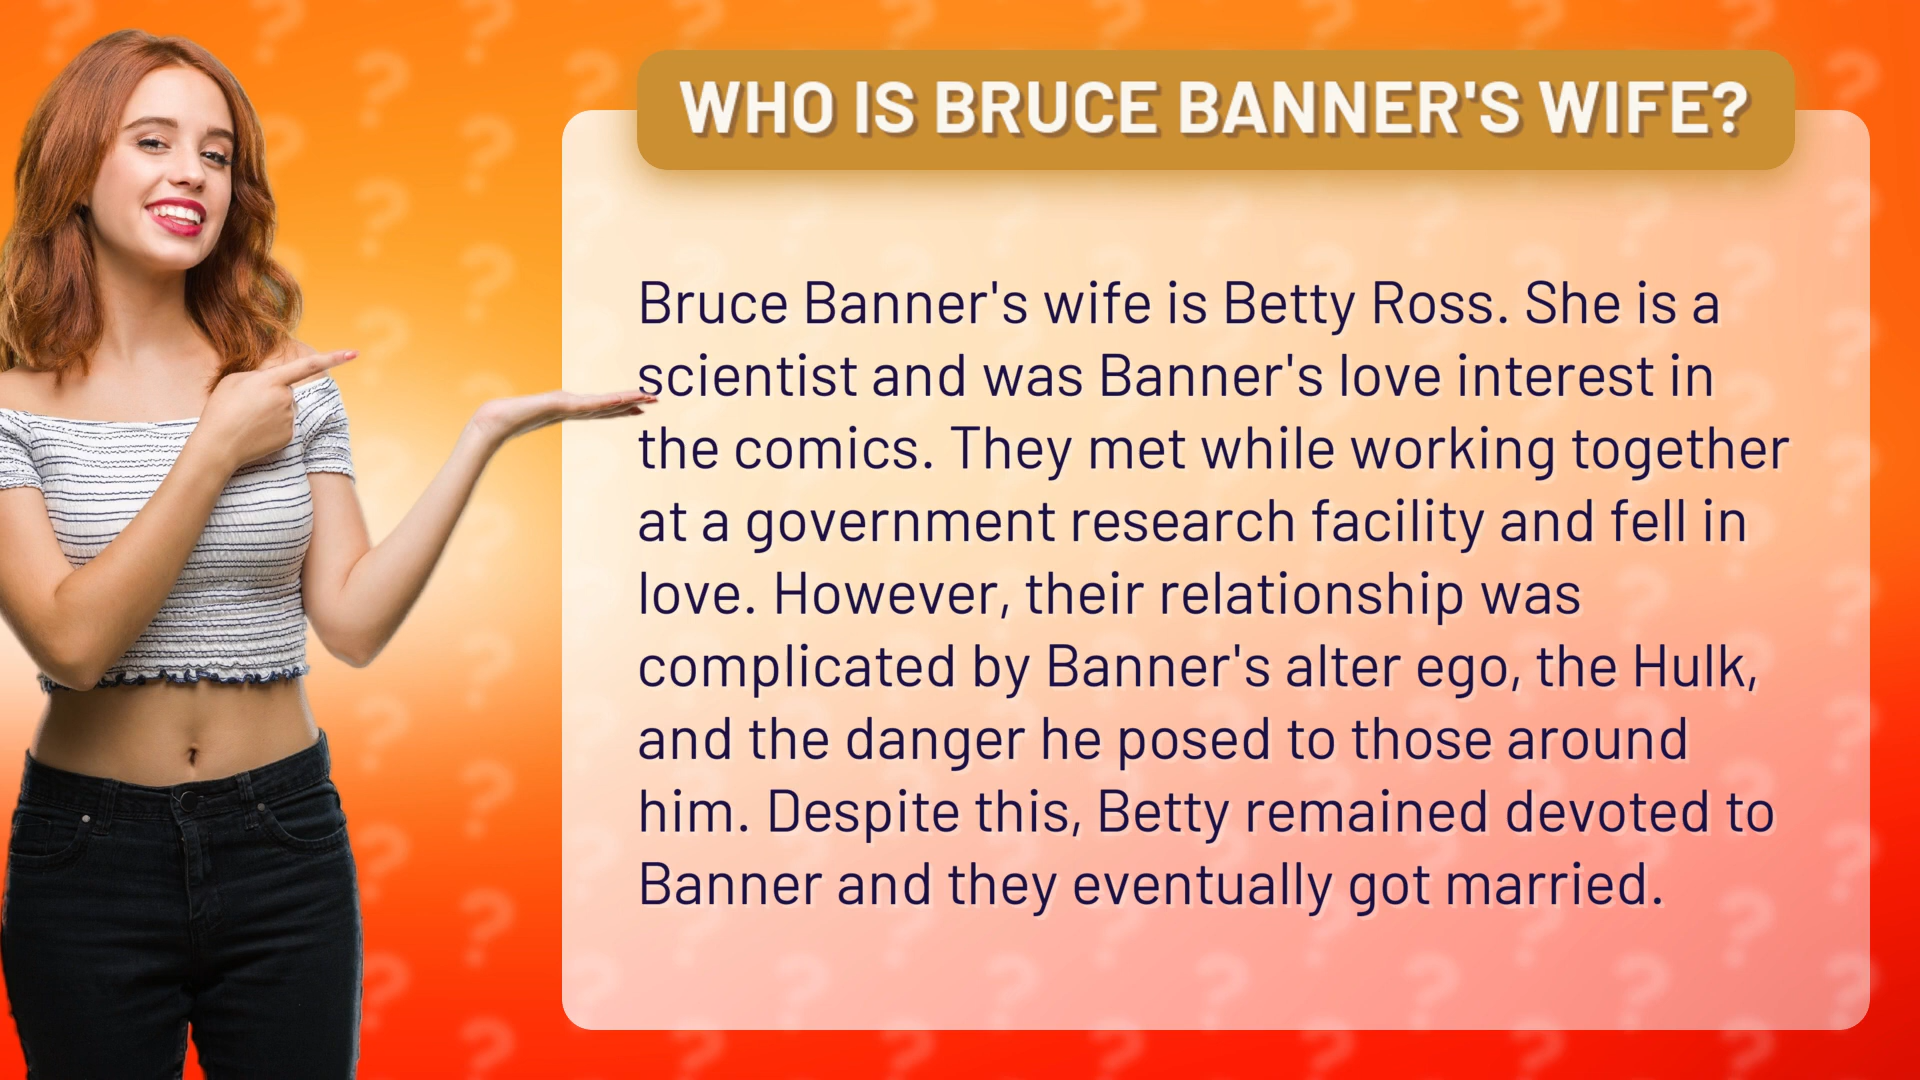 WHO IS BRUCE BANNER'S WIFE?
Bruce Banner's wife is Betty Ross. She is a
scientist and was Banner's love interest in
the comics. They met while working together
at a government research facility and fell in
love. However, their relationship was
complicated by Banner's alter ego, the Hulk,
and the danger he posed to those around
him. Despite this, Betty remained devoted to
Banner and they eventually got married.